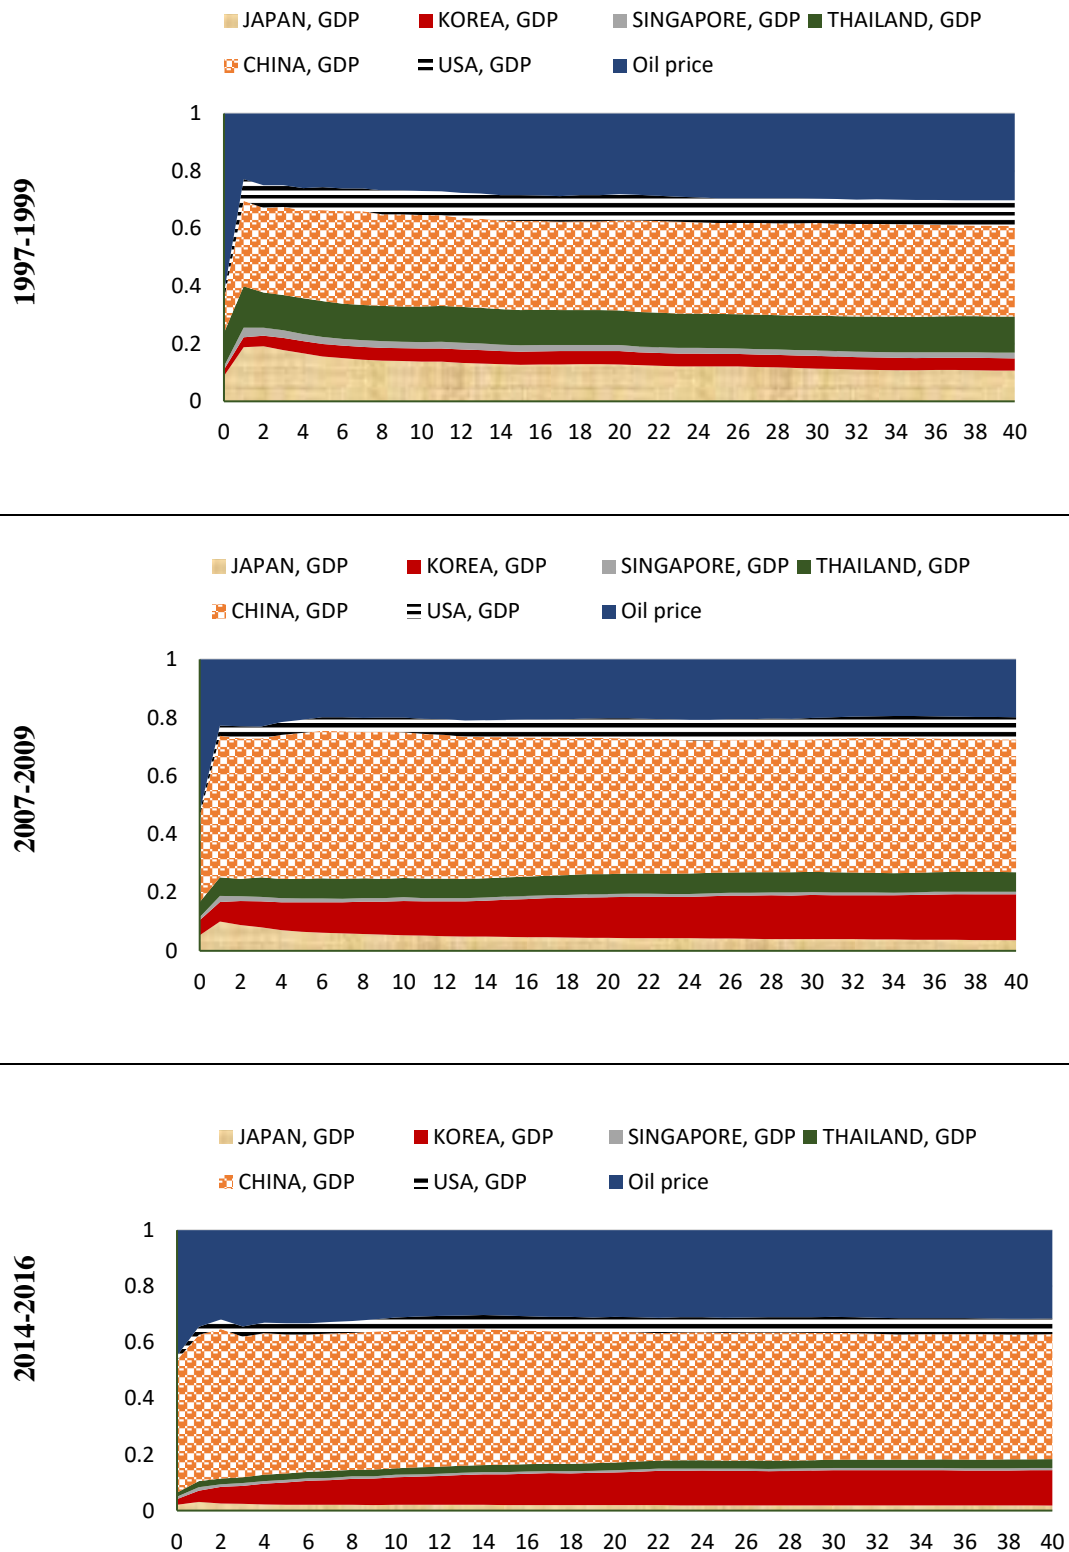 JAPAN, GDP KOREA, GDP SINGAPORE, GDP THAILAND, GDP
CHINA, GDP USA, GDP Oil price
1997-1999
1
0.8
0.6
0.4
0.2
0
0 2 4 6 8 10 12 14 16 18 20 22 24 26 28 30 32 34 36 38 40
JAPAN, GDP KOREA, GDP SINGAPORE, GDP THAILAND, GDP
CHINA, GDP USA, GDP Oil price
2007-2009
1
0.8
0.6
0.4
0.2
0
0 2 4 6 8 10 12 14 16 18 20 22 24 26 28 30 32 34 36 38 40
JAPAN, GDP KOREA, GDP SINGAPORE, GDP THAILAND, GDP
CHINA, GDP USA, GDP Oil price
2014-2016
1
0.8
0.6
0.4
0.2
0
0 2 4 6 8 10 12 14 16 18 20 22 24 26 28 30 32 34 36 38 40